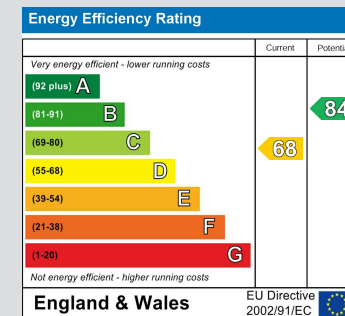 Energy Efficiency Rating
Current
Very energy efficient - lower running costs
(92 plus) A
(81-91) B
84
(69-80) C
68
(55-68) D
(39-54) E
(21-38) F
(1-20) G
Not energy efficient - higher running costs
England & Wales
EU Directive
2002/91/EC